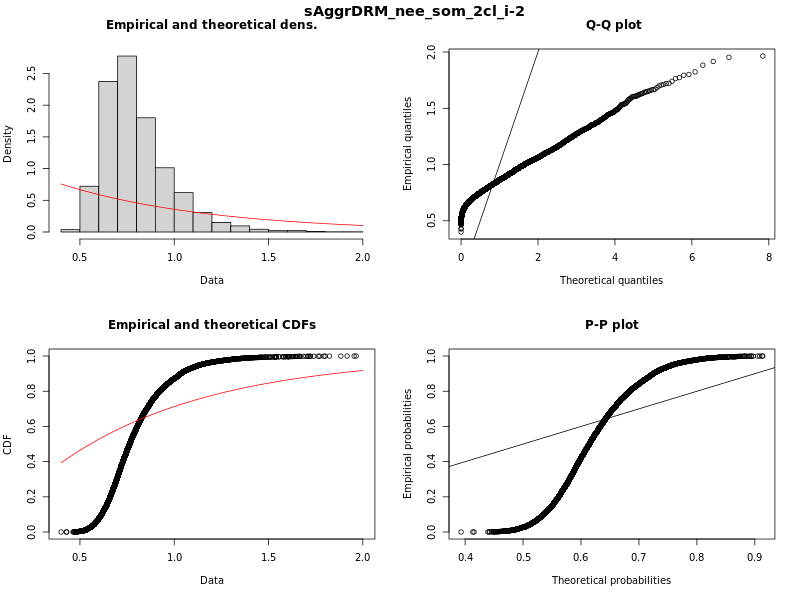 sAggrDRM_nee_som_2cl_i-2
Empirical and theoretical dens.
Density
0.0 0.5 1.0 1.5 2.0 2.5
0.5 1.0 1.5 2.0
Data
Q-Q plot
Empirical quantiles
0.5 1.0 1.5 2.0
0 2 4 6 8
Theoretical quantiles
Empirical and theoretical CDFs
CDF
0.0 0.2 0.4 0.6 0.8 1.0
0.5 1.0 1.5 2.0
Data
P-P plot
Empirical probabilities
0.0 0.2 0.4 0.6 0.8 1.0
0.4 0.5 0.6 0.7 0.8 0.9
Theoretical probabilities